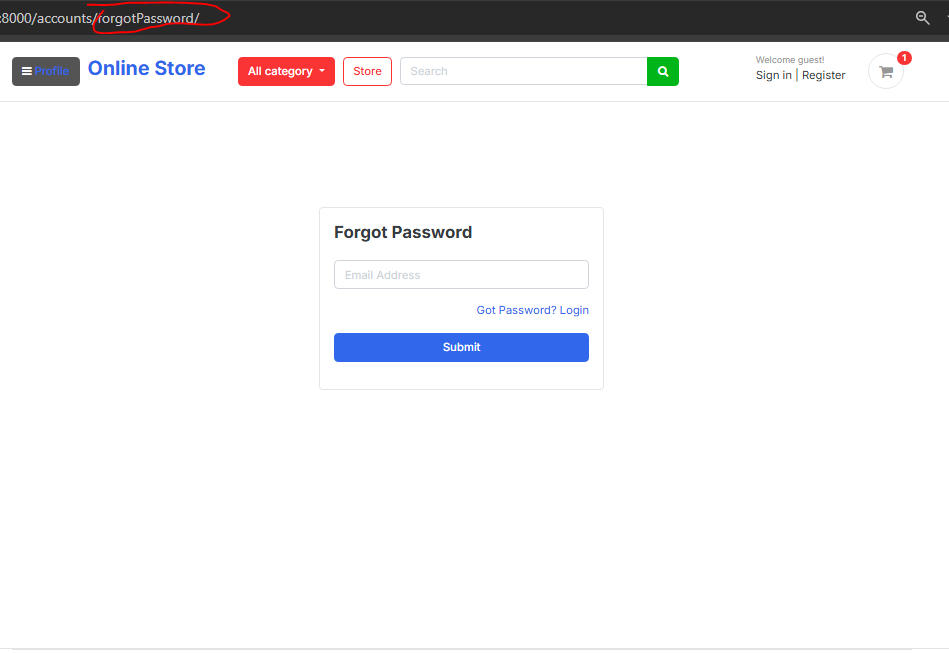 :8000/accounts/forgotPassword/
Profile
Online Store
All category
Store
Search
Welcome guest!
Sign in | Register
1
Forgot Password
Email Address
Got Password? Login
Submit